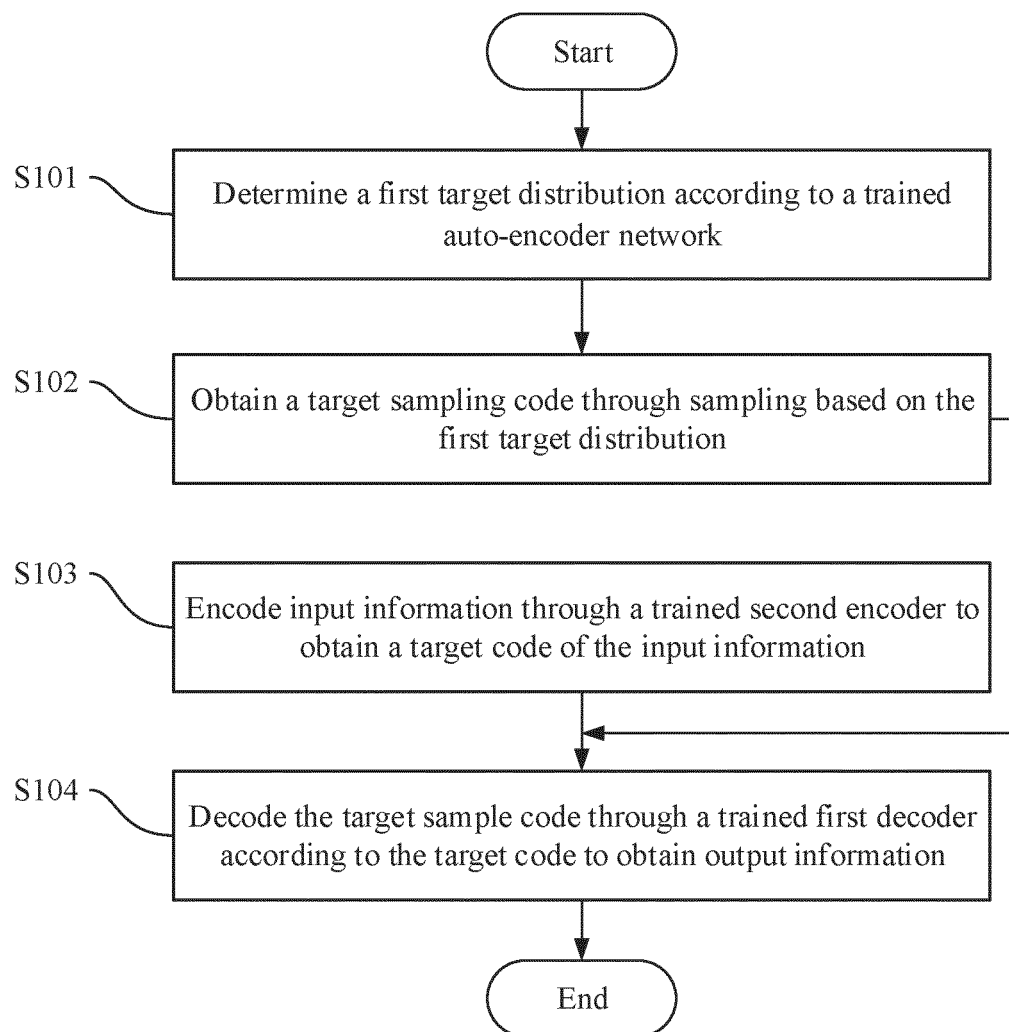 Start
S101
Determine a first target distribution according to a trained
auto-encoder network
S102
Obtain a target sampling code through sampling based on the
first target distribution
S103
Encode input information through a trained second encoder to
obtain a target code of the input information
S104
Decode the target sample code through a trained first decoder
according to the target code to obtain output information
End